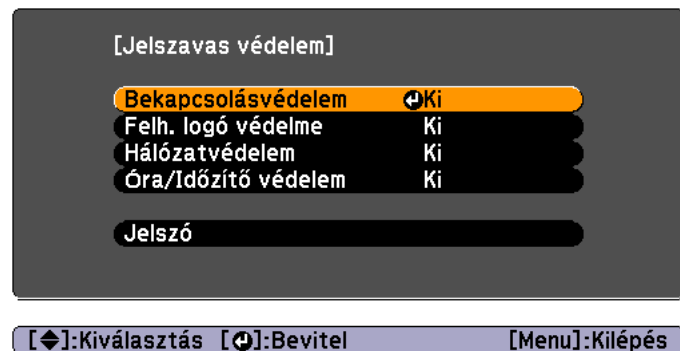 [Jelszavas védelem]
Bekapcsolásvédelem Ki
Felh. logó védelme Ki
Hálózatvédelem Ki
Óra/Időzítő védelem Ki
Jelszó
[◆]:Kiválasztás [↵]:Bevitel [Menu]:Kilépés